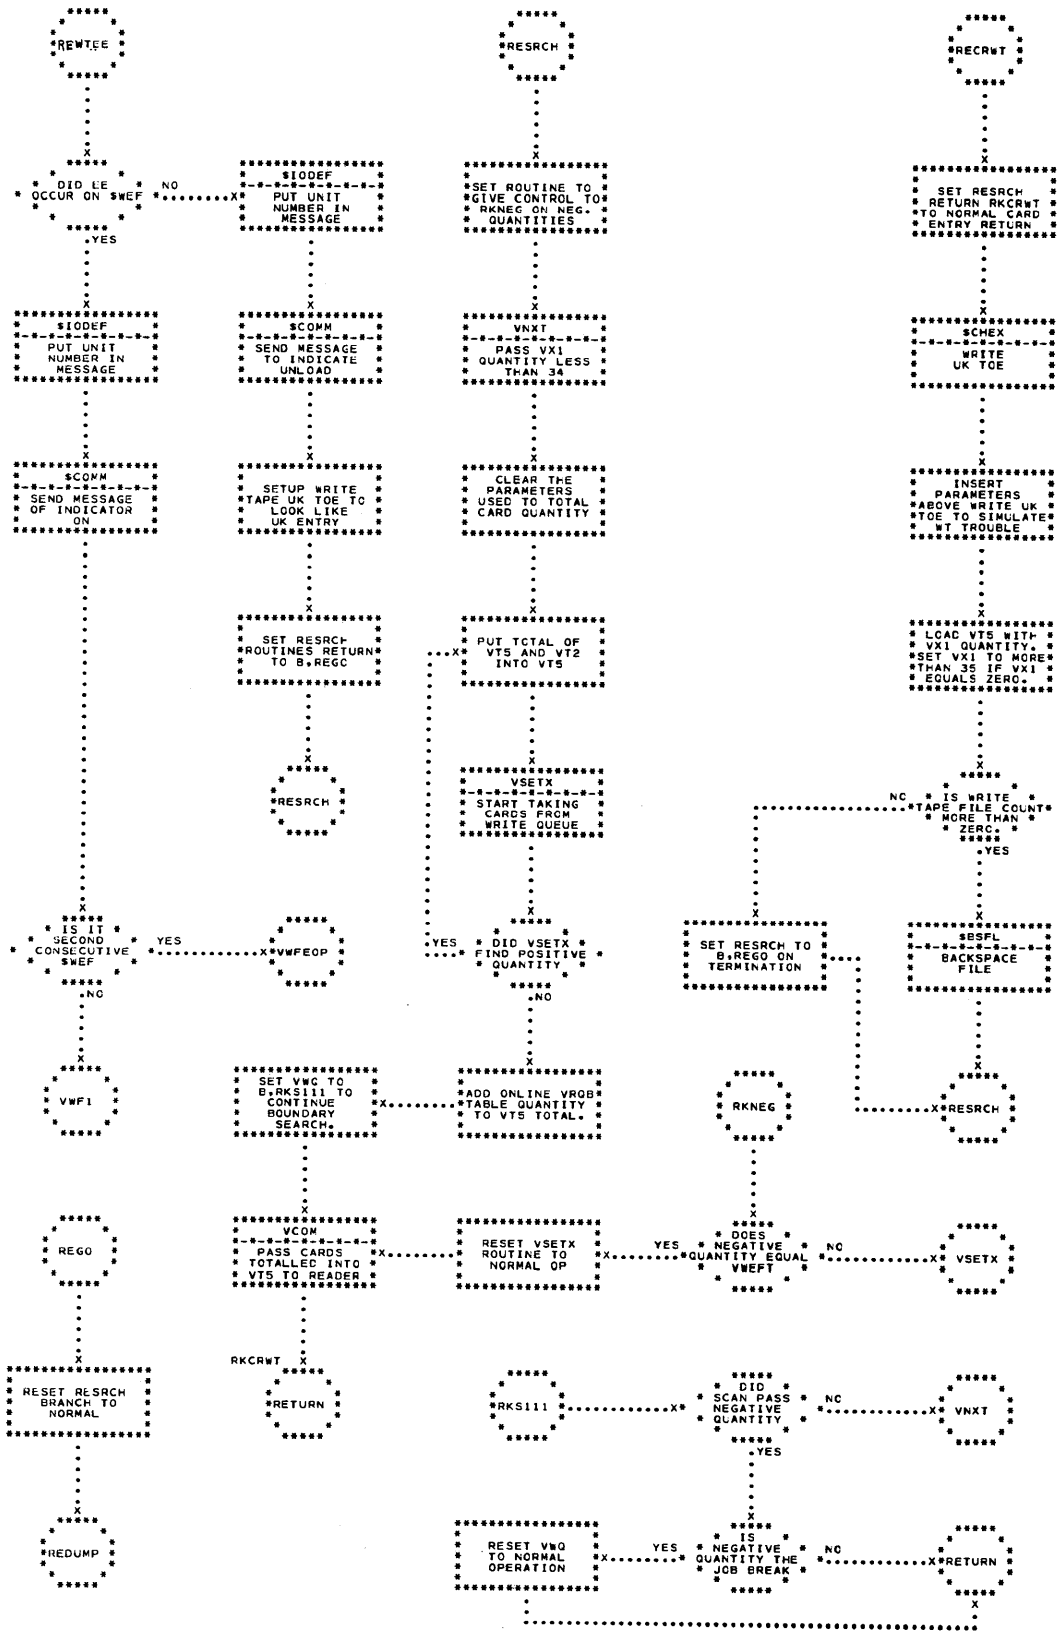 REWTEE
RESRCH
RECRWT
DID EE
OCCUR ON $WEF
NO
YES
$IODEF
PUT UNIT
NUMBER IN
MESSAGE
SET ROUTINE TO
GIVE CONTROL TO
RKNEG ON NEG.
QUANTITIES
SET RESRCH
RETURN RKCRWT
TO NORMAL CARD
ENTRY RETURN
$IODEF
PUT UNIT
NUMBER IN
MESSAGE
$COMM
SEND MESSAGE
TO INDICATE
UNLOAD
VNXT
PASS VX1
QUANTITY LESS
THAN 34
$CHEX
WRITE
UK TOE
$COMM
SEND MESSAGE
OF INDICATOR
ON
SETUP WRITE
TAPE UK TOE TO
LOOK LIKE
UK ENTRY
CLEAR THE
PARAMETERS
USED TO TOTAL
CARD QUANTITY
INSERT
PARAMETERS
ABOVE WRITE UK
TOE TO SIMULATE
WT TROUBLE
SET RESRCH
ROUTINES RETURN
TO B,REGO
PUT TOTAL OF
VT5 AND VT2
INTO VT5
LOAD VT5 WITH
VX1 QUANTITY.
SET VX1 TO MORE
THAN 35 IF VX1
EQUALS ZERO.
RESRCH
VSETX
START TAKING
CARDS FROM
WRITE QUEUE
NO
IS WRITE
TAPE FILE COUNT
MORE THAN
ZERO.
YES
IS IT
SECOND
CONSECUTIVE
$WEF
YES
NO
VWFEOP
YES
DID VSETX
FIND POSITIVE
QUANTITY
NO
SET RESRCH TO
B,REGO ON
TERMINATION
$BSFL
BACKSPACE
FILE
VWF1
SET VWQ TO
B,RKS111 TO
CONTINUE
BOUNDARY
SEARCH.
ADD ONLINE VRQB
TABLE QUANTITY
TO VT5 TOTAL.
RKNEG
RESRCH
REGO
VCOM
PASS CARDS
TOTALLED INTO
VT5 TO READER
RESET VSETX
ROUTINE TO
NORMAL OP
YES
DOES
NEGATIVE
QUANTITY EQUAL
VWEFT
NO
VSETX
RESET RESRCH
BRANCH TO
NORMAL
RKCRWT
RETURN
RKS111
DID
SCAN PASS
NEGATIVE
QUANTITY
NO
YES
VNXT
REDUMP
RESET VWQ
TO NORMAL
OPERATION
YES
IS
NEGATIVE
QUANTITY THE
JOB BREAK
NO
RETURN